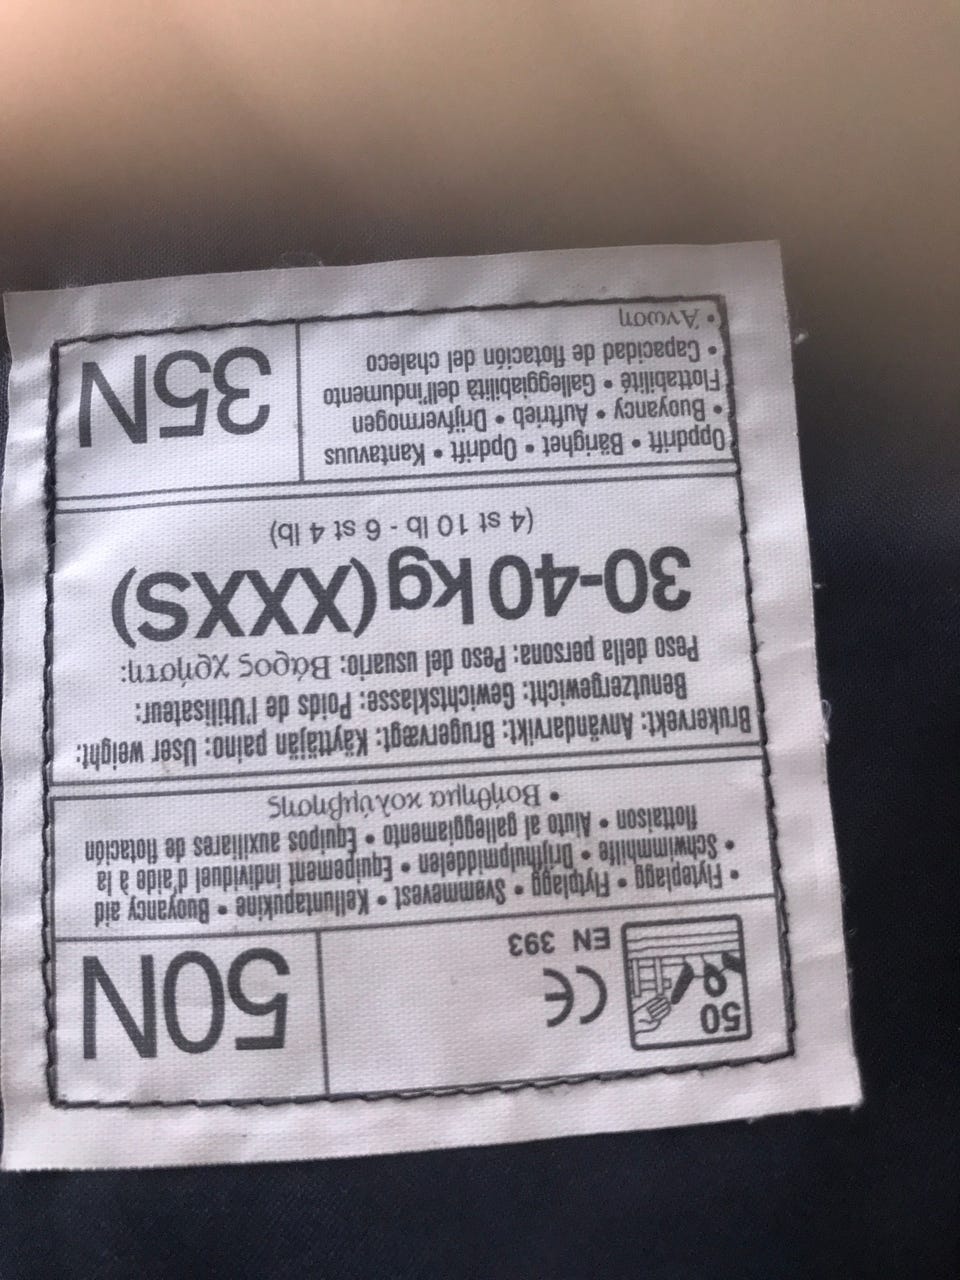 50
CE
EN 393
50N
• Flyteplagg • Flytplagg • Svømmevest • Kelluntapukine • Buoyancy aid
• Schwimmhilfe • Drijfhulpmiddelen • Equipement individuel d'aide à la
flottaison • Aiuto al galleggiamento • Equipos auxiliares de flotación
• Βοήθημα κολύμβησης
Brukervekt: Användarvikt: Brugervægt: Käyttäjän paino: User weight:
Benutzergewicht: Gewichtsklasse: Poids de l'Utilisateur:
Peso della persona: Peso del usuario: Βάρος χρήστη:
30-40 kg (XXXS)
(4 st 10 lb - 6 st 4 lb)
Oppdrift • Bärighet • Opdrift • Kantavuus
• Buoyancy • Auftrieb • Drijfvermogen
Flottabilité • Galleggiabilità dell'indumento
• Capacidad de flotación del chaleco
• Άνωση
35N